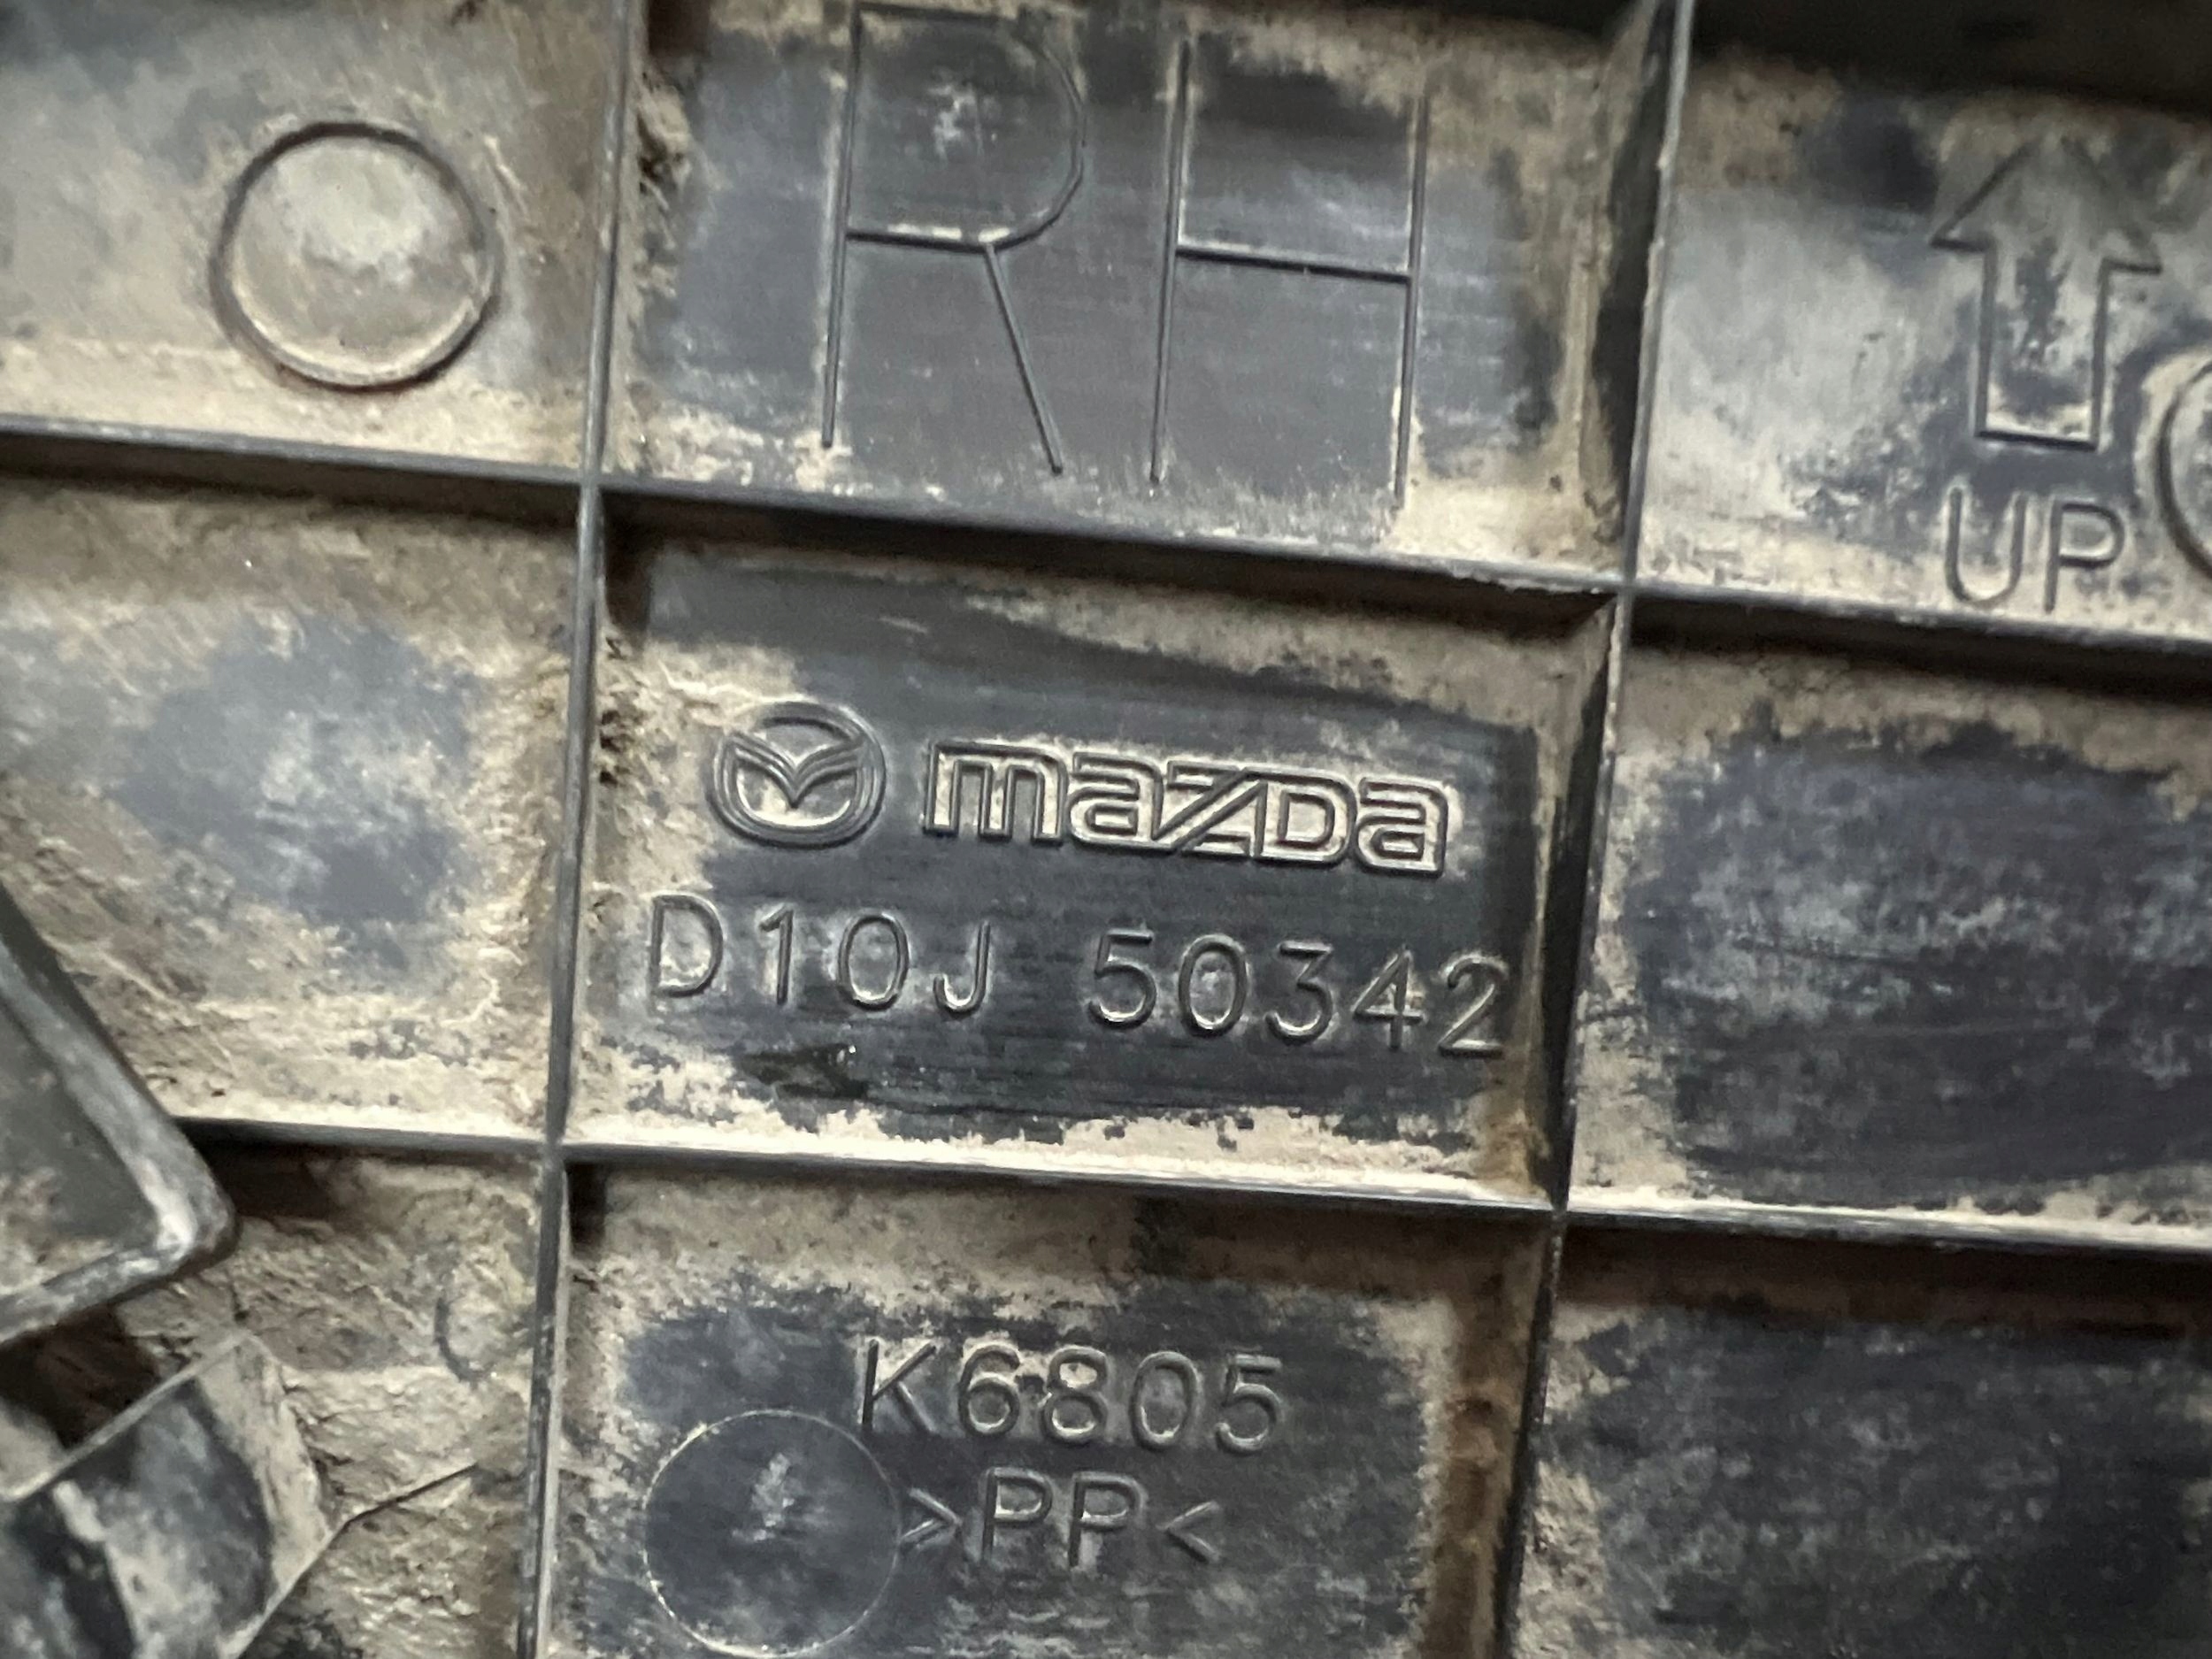 RH
UP
mazda
D10J 50342
K6805
>PP<